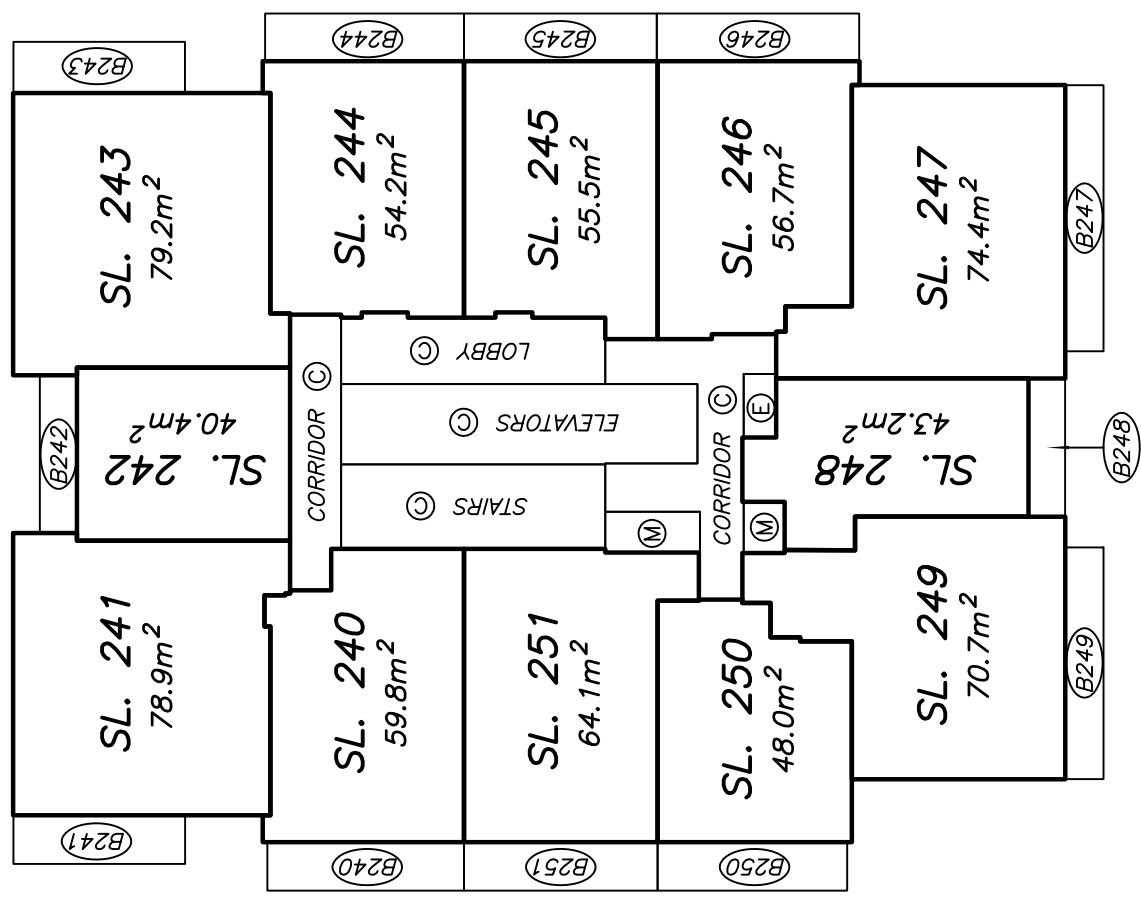 B244
B245
B246
B243
SL. 243
79.2m²
SL. 244
54.2m²
SL. 245
55.5m²
SL. 246
56.7m²
SL. 247
74.4m²
B247
LOBBY C
CORRIDOR C
ELEVATORS C
STAIRS C
CORRIDOR C
E
M
M
B242
SL. 242
40.4m²
SL. 248
43.2m²
B248
SL. 241
78.9m²
SL. 240
59.8m²
SL. 251
64.1m²
SL. 250
48.0m²
SL. 249
70.7m²
B249
B241
B240
B251
B250